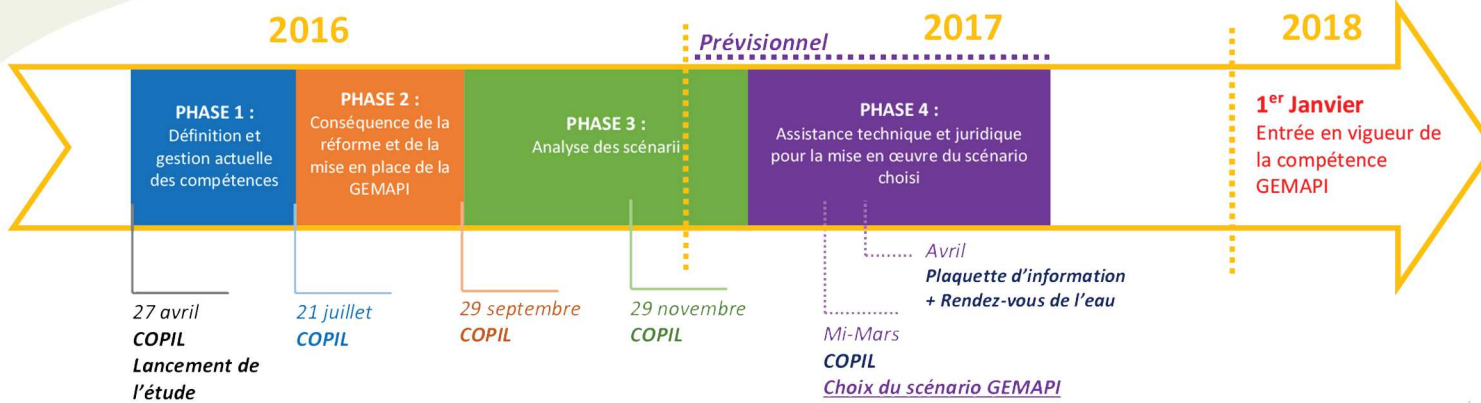 2016
Prévisionnel
2017
2018
PHASE 1 :
Définition et
gestion actuelle
des compétences
PHASE 2 :
Conséquence de la
réforme et de la
mise en place de la
GEMAPI
PHASE 3 :
Analyse des scénarii
PHASE 4 :
Assistance technique et juridique
pour la mise en œuvre du scénario
choisi
1er Janvier
Entrée en vigueur de
la compétence
GEMAPI
27 avril
COPIL
Lancement de
l’étude
21 juillet
COPIL
29 septembre
COPIL
29 novembre
COPIL
Mi-Mars
COPIL
Choix du scénario GEMAPI
Avril
Plaquette d’information
+ Rendez-vous de l’eau